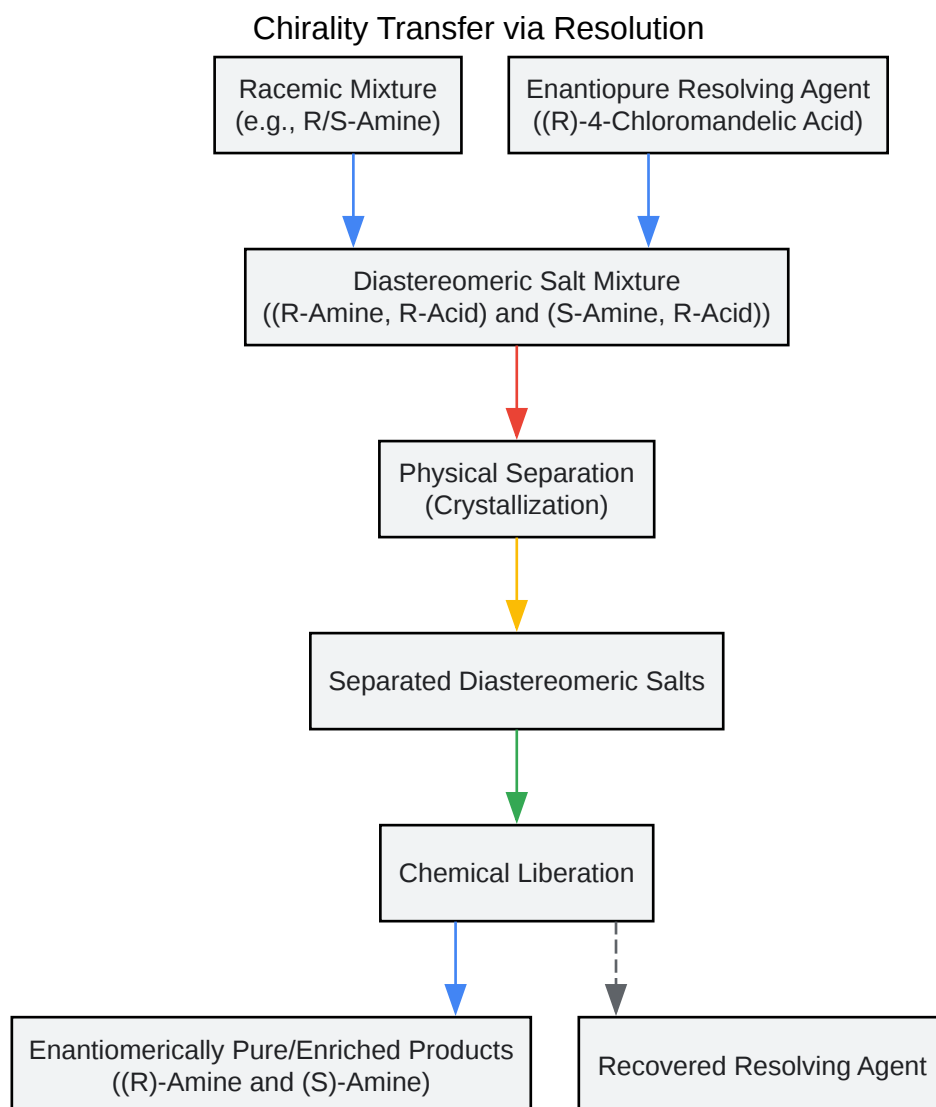 Chirality Transfer via Resolution
Racemic Mixture
(e.g., R/S-Amine)
Enantiopure Resolving Agent
((R)-4-Chloromandelic Acid)
Diastereomeric Salt Mixture
((R-Amine, R-Acid) and (S-Amine, R-Acid))
Physical Separation
(Crystallization)
Separated Diastereomeric Salts
Chemical Liberation
Enantiomerically Pure/Enriched Products
((R)-Amine and (S)-Amine)
Recovered Resolving Agent